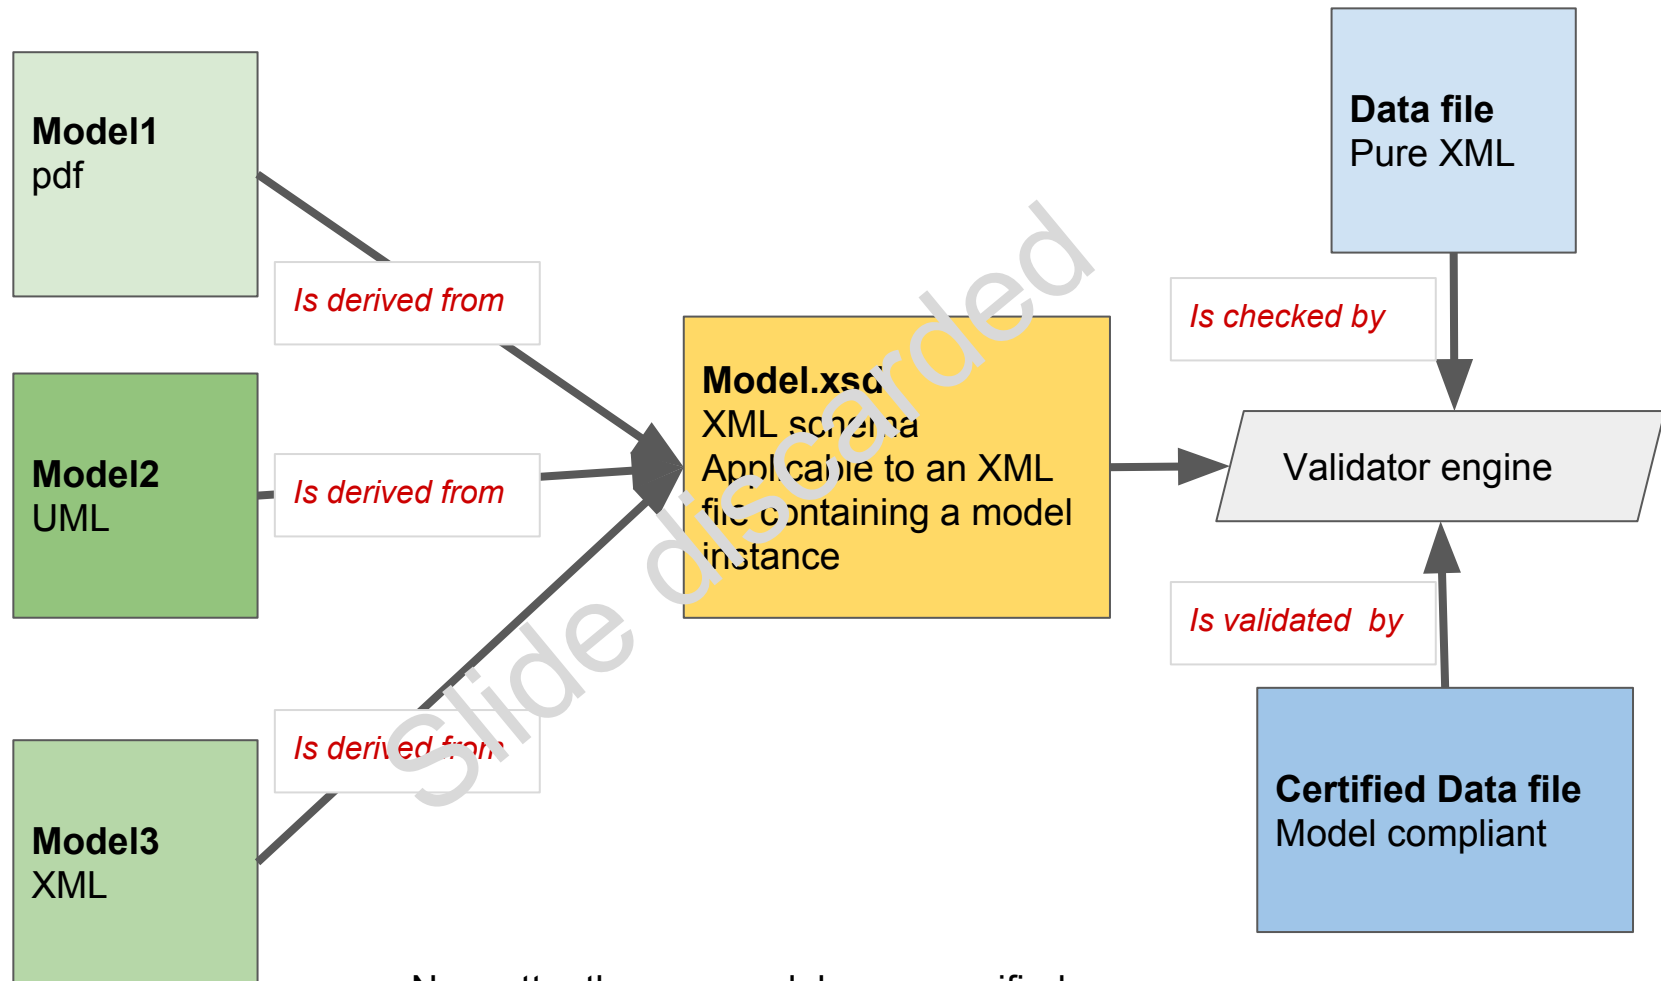 Model1
pdf
Is derived from
Model2
UML
Is derived from
Model3
XML
Is derived from
Model.xsd
XML schema
Applicable to an XML
file containing a model
instance
Slide discarded
Data file
Pure XML
Is checked by
Validator engine
Is validated by
Certified Data file
Model compliant